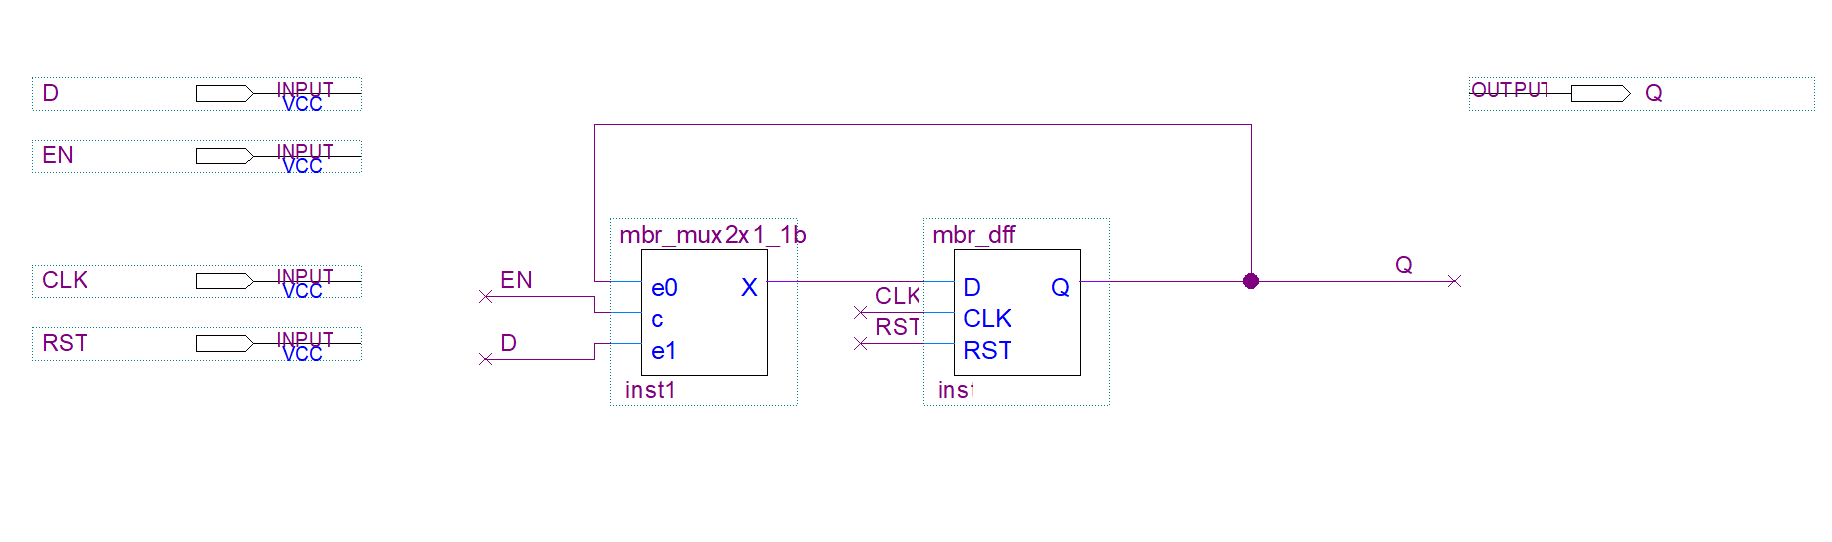 D
INPUT
VCC
OUTPUT
Q
EN
INPUT
VCC
CLK
INPUT
VCC
RST
INPUT
VCC
mbr_mux2x1_1b
EN
D
e0
c
e1
X
inst1
mbr_dff
CLK
RST
D
CLK
RST
Q
inst
Q